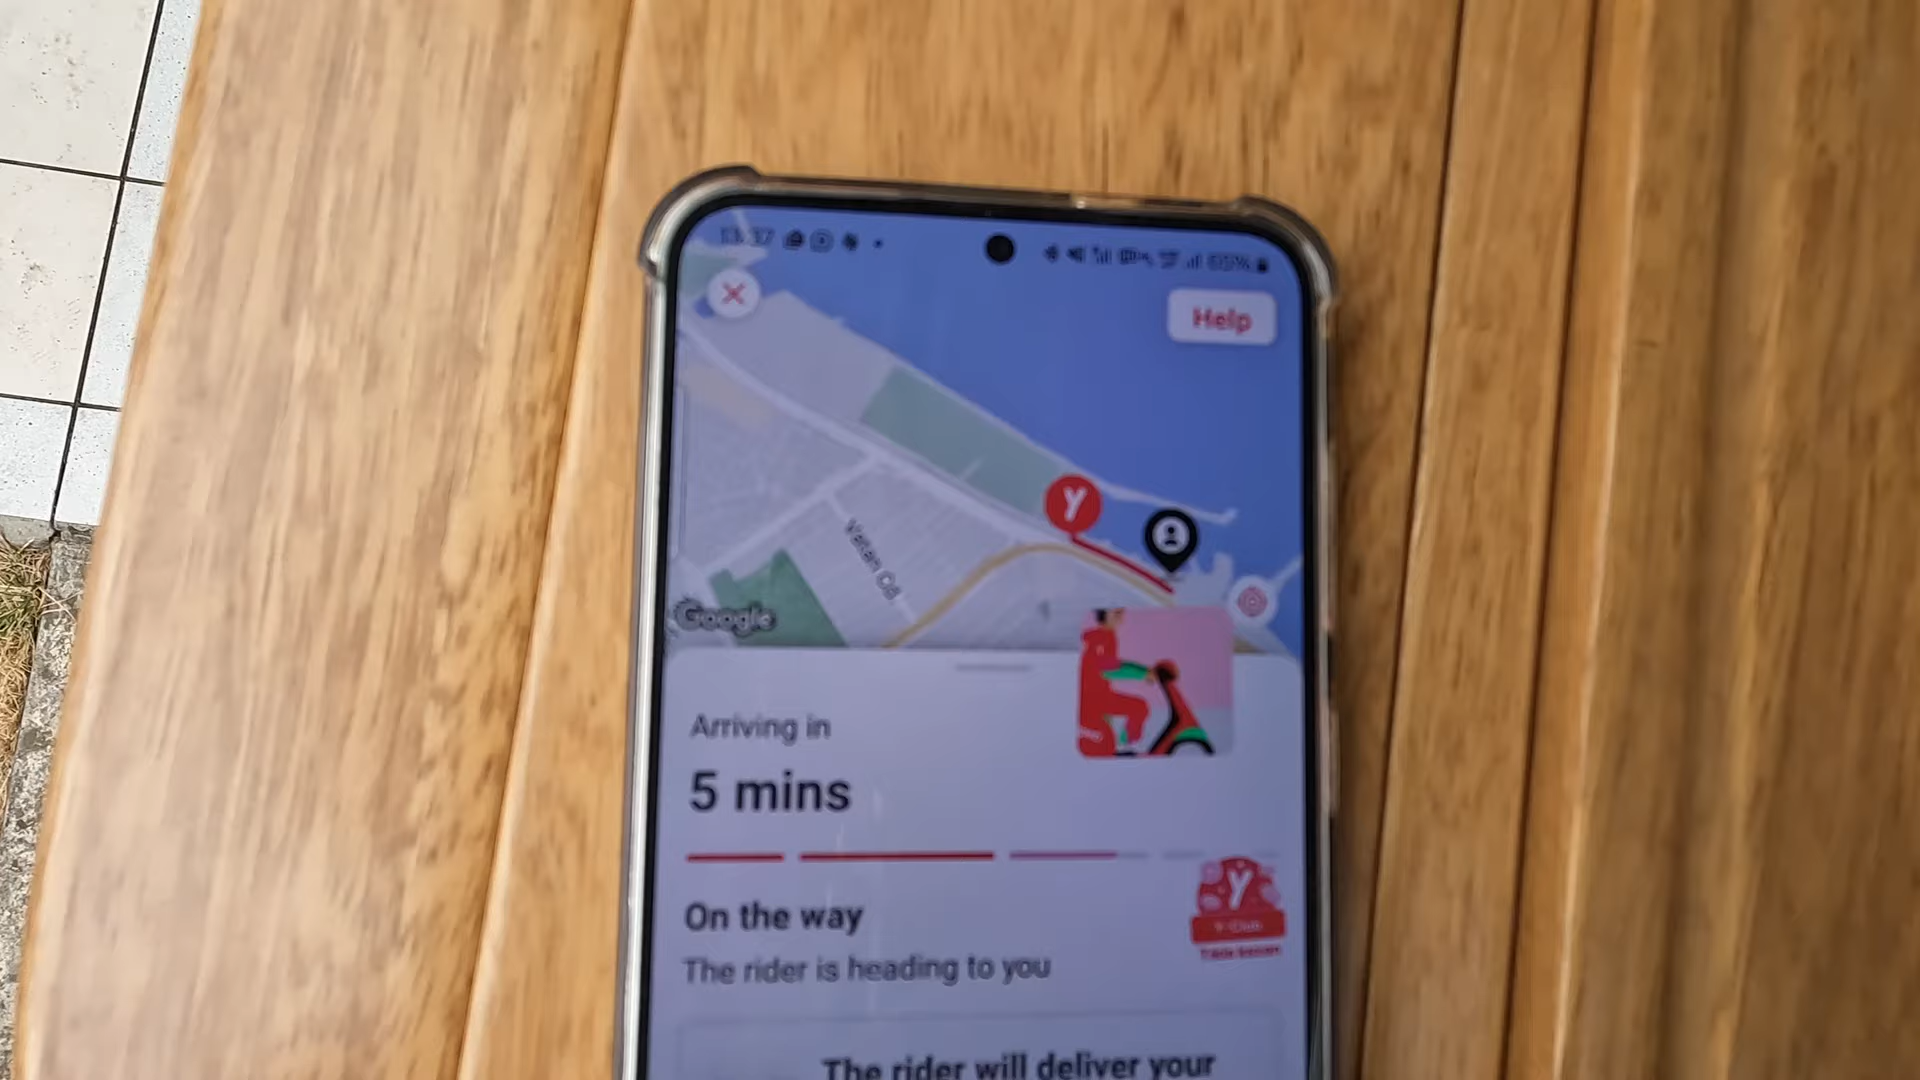 Help
Y
Google
Arriving in
5 mins
On the way
Y
The rider is heading to you
The rider will deliver your